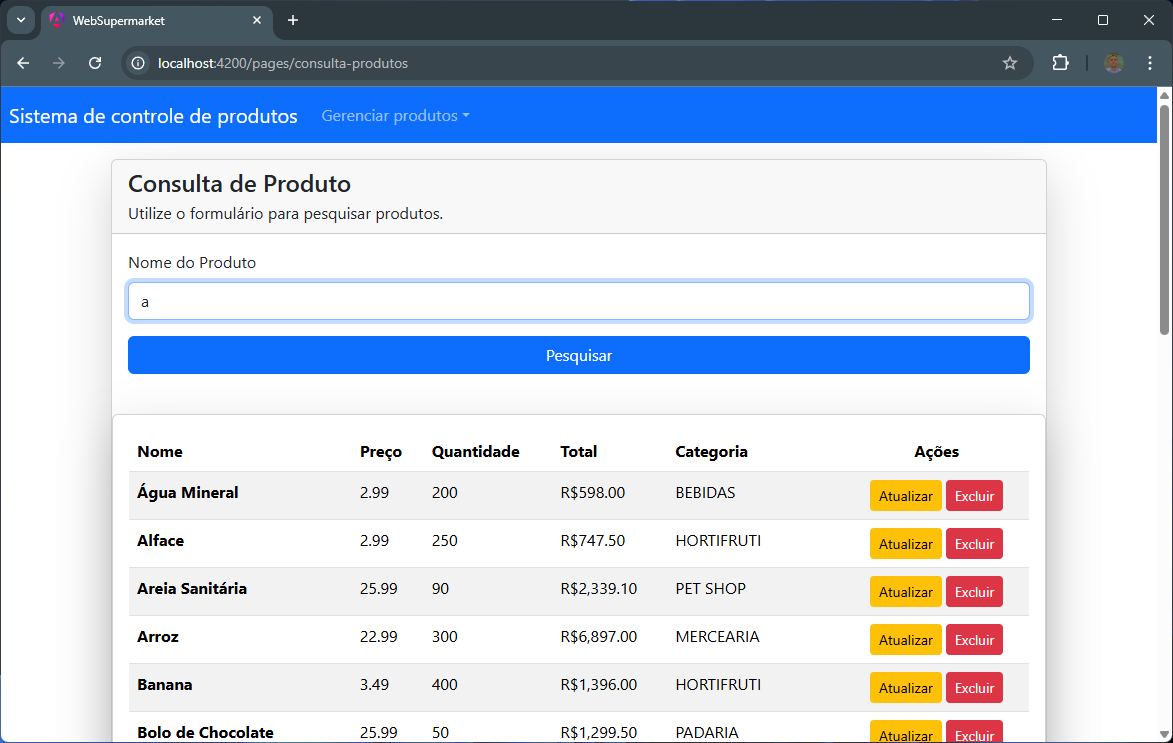 WebSupermarket
localhost:4200/pages/consulta-produtos
Sistema de controle de produtos Gerenciar produtos
Consulta de Produto
Utilize o formulário para pesquisar produtos.
Nome do Produto
a
Pesquisar
Nome Preço Quantidade Total Categoria Ações
Água Mineral 2.99 200 R$598.00 BEBIDAS Atualizar Excluir
Alface 2.99 250 R$747.50 HORTIFRUTI Atualizar Excluir
Areia Sanitária 25.99 90 R$2,339.10 PET SHOP Atualizar Excluir
Arroz 22.99 300 R$6,897.00 MERCEARIA Atualizar Excluir
Banana 3.49 400 R$1,396.00 HORTIFRUTI Atualizar Excluir
Bolo de Chocolate 25.99 50 R$1,299.50 PADARIA Atualizar Excluir